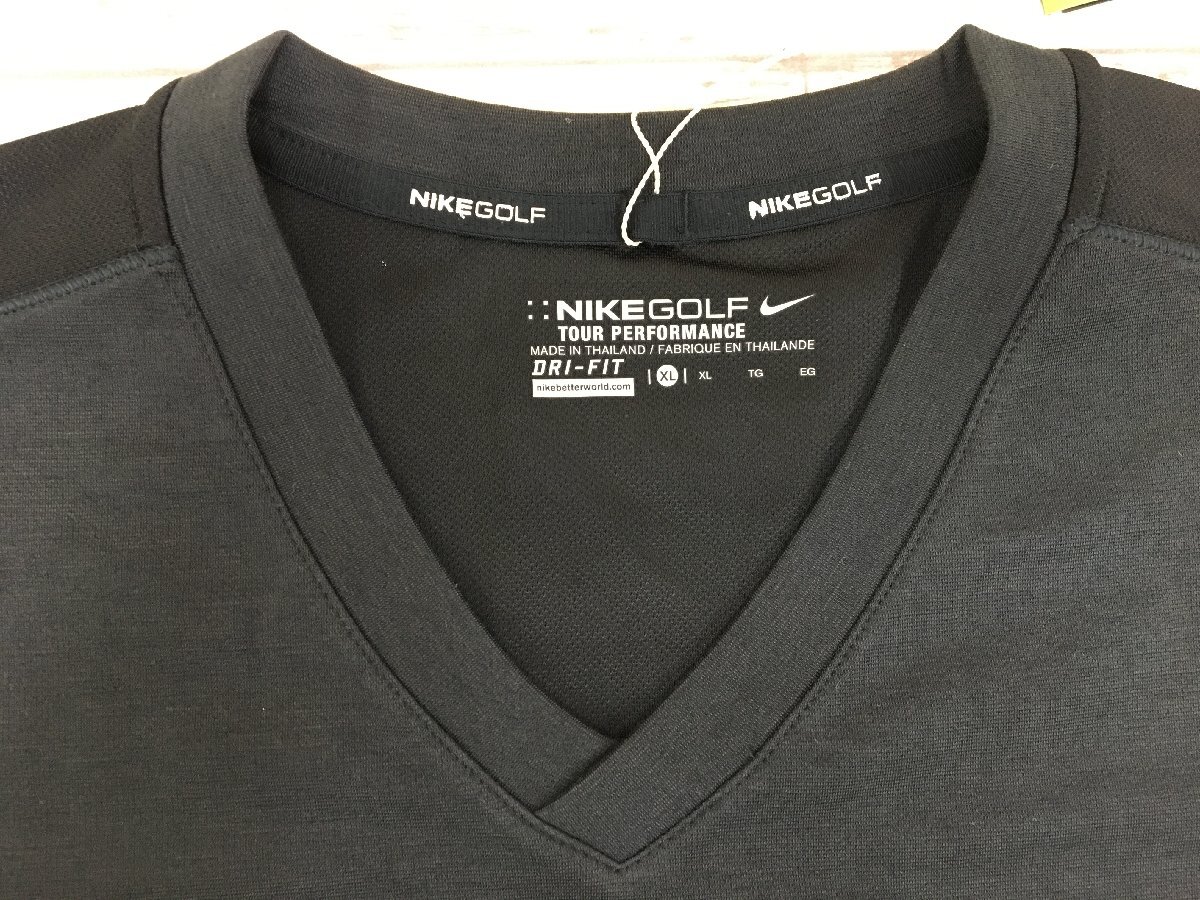 NIKEGOLF NIKEGOLF
NIKEGOLF
TOUR PERFORMANCE
MADE IN THAILAND / FABRIQUE EN THAILANDE
DRI-FIT
nikebetterworld.com | XL | XL TG EG